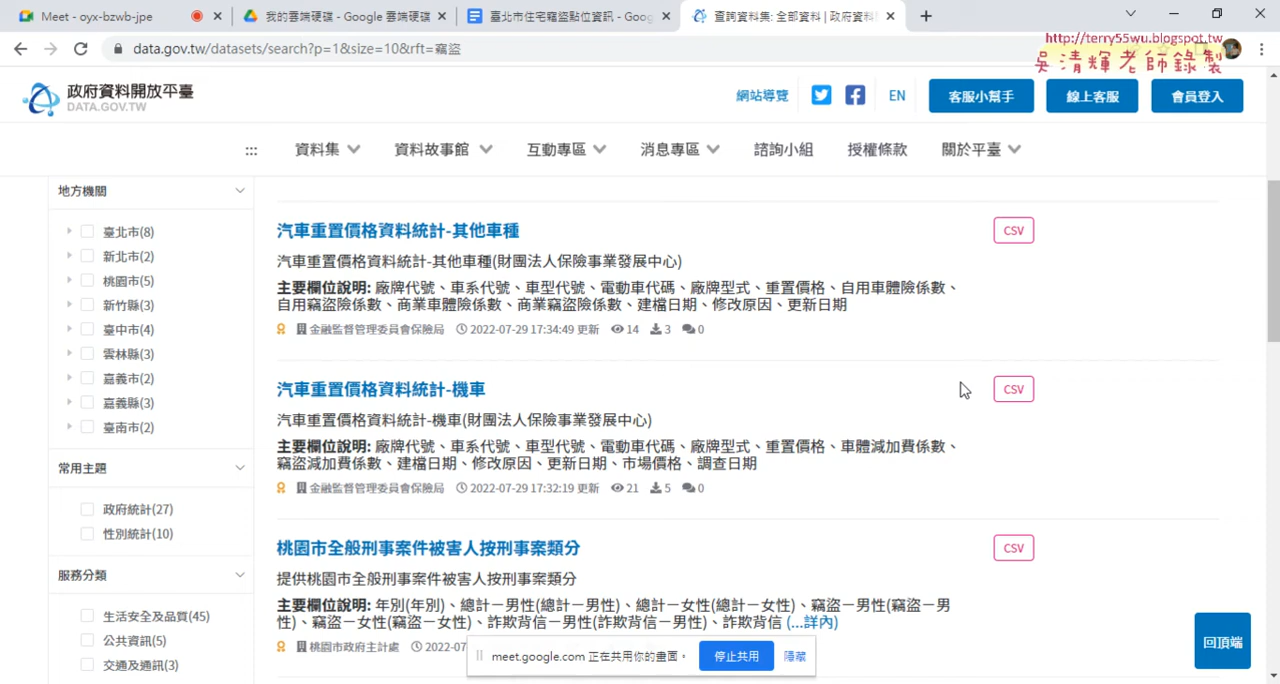 Meet - oyx-bzwb-jpe
我的雲端硬碟 - Google 雲端硬碟
臺北市住宅竊盜點位資訊 - Goog
查詢資料集: 全部資料 | 政府資料
data.gov.tw/datasets/search?p=1&size=10&rft=竊盜
http://terry55wu.blogspot.tw
吳清輝老師錄製
政府資料開放平臺
DATA.GOV.TW
網站導覽
EN
客服小幫手
線上客服
會員登入
資料集
資料故事館
互動專區
消息專區
諮詢小組
授權條款
關於平臺
地方機關
臺北市(8)
新北市(2)
桃園市(5)
新竹縣(3)
臺中市(4)
雲林縣(3)
嘉義市(2)
嘉義縣(3)
臺南市(2)
常用主題
政府統計(27)
性別統計(10)
服務分類
生活安全及品質(45)
公共資訊(5)
交通及通訊(3)
汽車重置價格資料統計-其他車種
CSV
汽車重置價格資料統計-其他車種(財團法人保險事業發展中心)
主要欄位說明: 廠牌代號、車系代號、車型代號、電動車代碼、廠牌型式、重置價格、自用車體險係數、
自用竊盜險係數、商業車體險係數、商業竊盜險係數、建檔日期、修改原因、更新日期
金融監督管理委員會保險局 2022-07-29 17:34:49 更新 14 3 0
汽車重置價格資料統計-機車
CSV
汽車重置價格資料統計-機車(財團法人保險事業發展中心)
主要欄位說明: 廠牌代號、車系代號、車型代號、電動車代碼、廠牌型式、重置價格、車體減加費係數、
竊盜減加費係數、建檔日期、修改原因、更新日期、市場價格、調查日期
金融監督管理委員會保險局 2022-07-29 17:32:19 更新 21 5 0
桃園市全般刑事案件被害人按刑事案類分
CSV
提供桃園市全般刑事案件被害人按刑事案類分
主要欄位說明: 年別(年別)、總計－男性(總計－男性)、總計－女性(總計－女性)、竊盜－男性(竊盜－男
性)、竊盜－女性(竊盜－女性)、詐欺背信－男性(詐欺背信－男性)、詐欺背信 (...詳內)
桃園市政府主計處 2022-07
meet.google.com 正在共用你的畫面。
停止共用
隱藏
回頂端